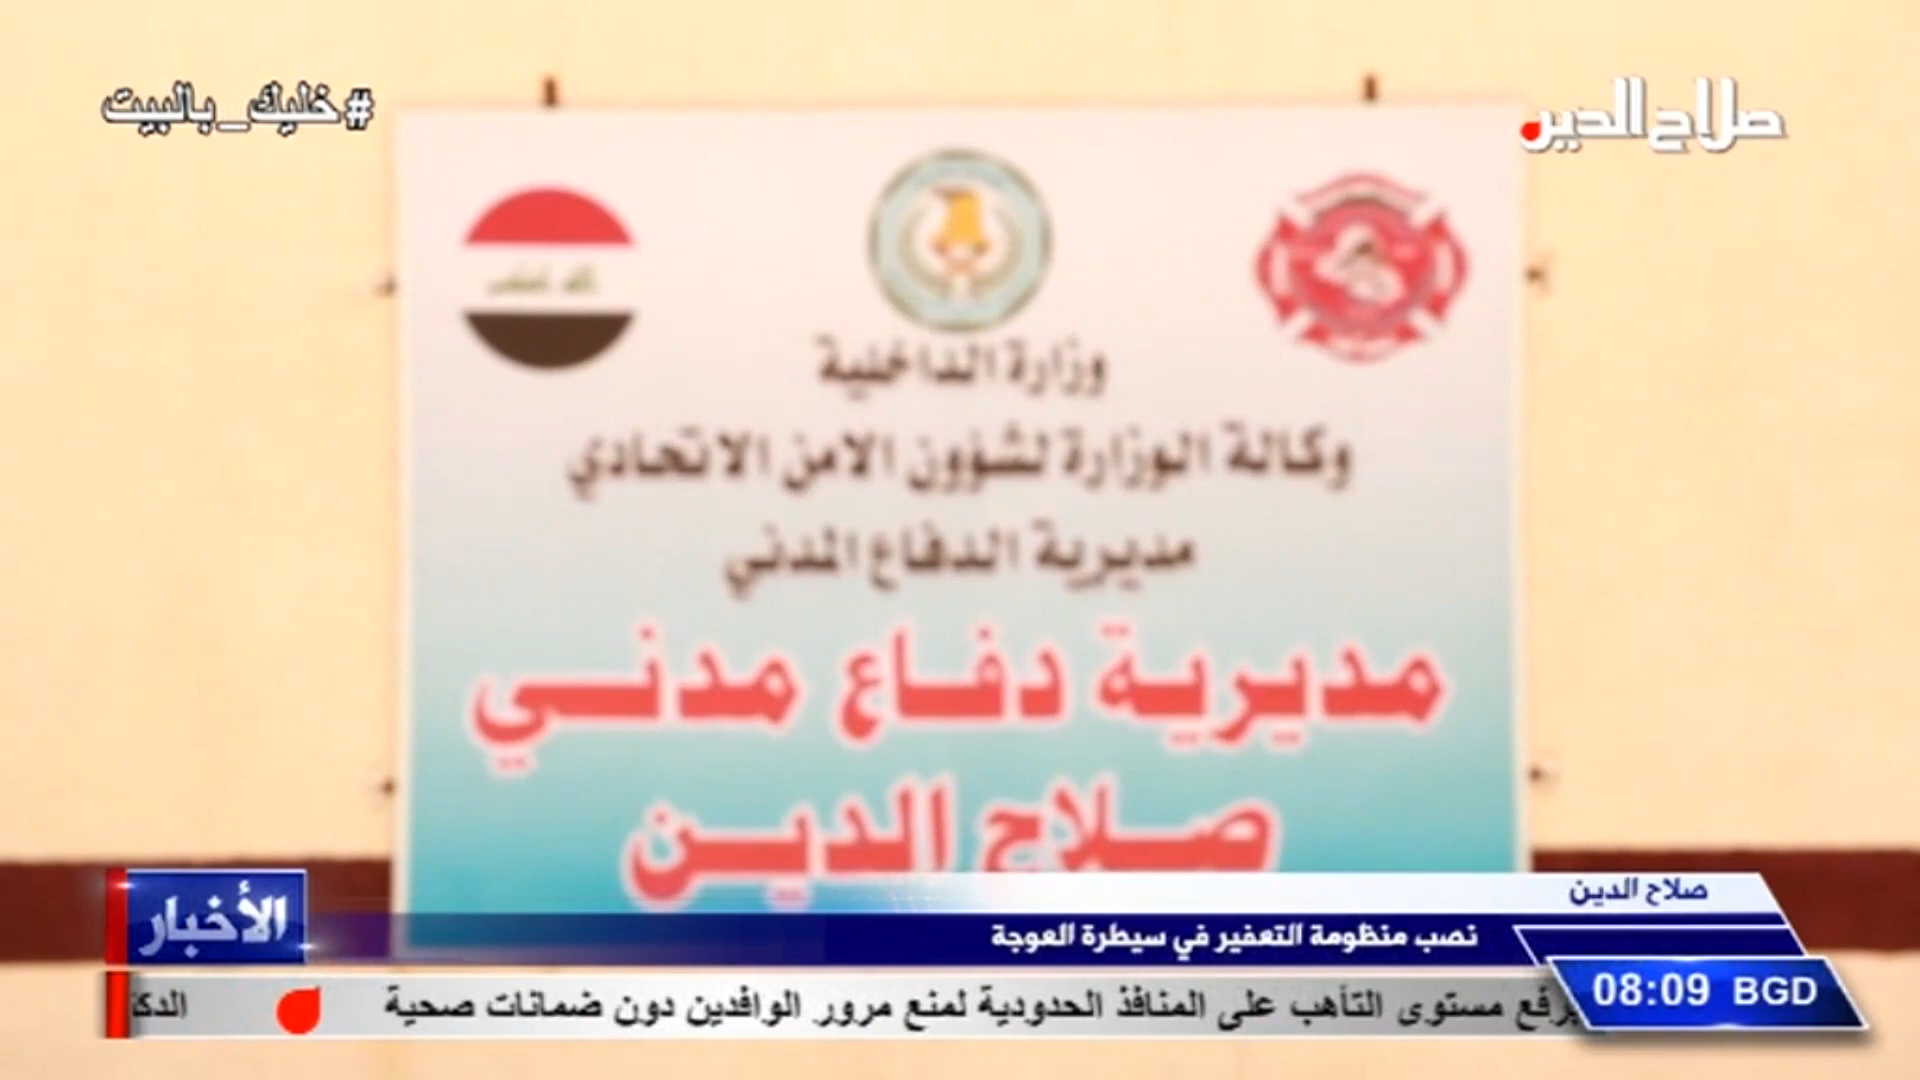 #خليك_بالبيت
صلاح الدين
وزارة الداخلية
وكالة الوزارة لشؤون الامن الاتحادي
مديرية الدفاع المدني
مديرية دفاع مدني
صلاح الدين
صلاح الدين
الأخبار
نصب منظومة التعفير في سيطرة العوجة
08:09 BGD
برفع مستوى التأهب على المنافذ الحدودية لمنع مرور الوافدين دون ضمانات صحية